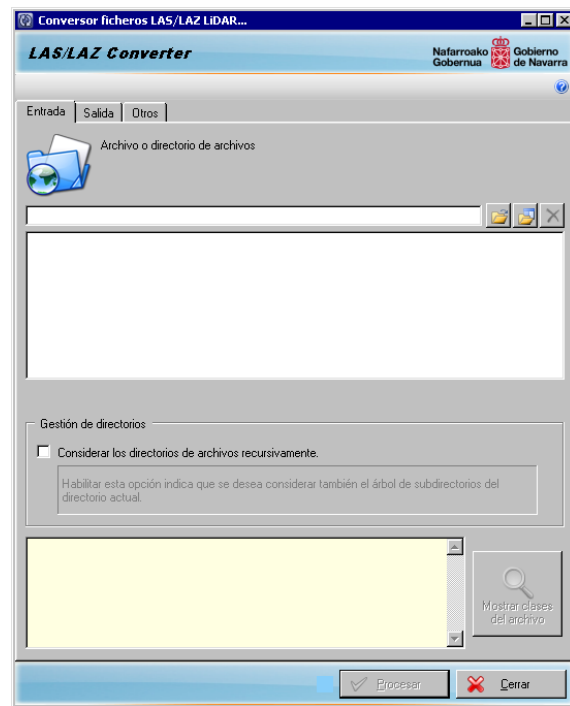 Conversor ficheros LAS/LAZ LiDAR...
LAS/LAZ Converter
Nafarroako Gobernua
Gobierno de Navarra
Entrada
Salida
Otros
Archivo o directorio de archivos
Gestión de directorios
Considerar los directorios de archivos recursivamente.
Habilitar esta opción indica que se desea considerar también el árbol de subdirectorios del
directorio actual.
Mostrar clases
del archivo
Procesar
Cerrar